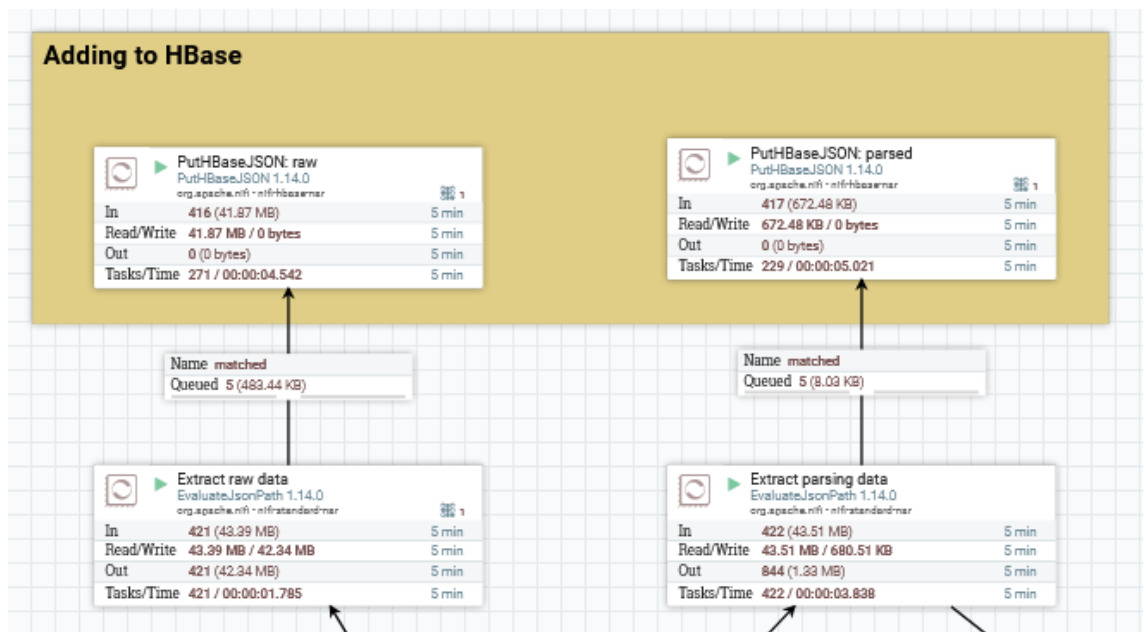 Adding to HBase
PutHBaseJSON: raw
PutHBaseJSON 1.14.0
org.apache.nifi - nifi-hbase-nar
1
In 416 (41.87 MB) 5 min
Read/Write 41.87 MB / 0 bytes 5 min
Out 0 (0 bytes) 5 min
Tasks/Time 271 / 00:00:04.542 5 min
PutHBaseJSON: parsed
PutHBaseJSON 1.14.0
org.apache.nifi - nifi-hbase-nar
1
In 417 (672.48 KB) 5 min
Read/Write 672.48 KB / 0 bytes 5 min
Out 0 (0 bytes) 5 min
Tasks/Time 229 / 00:00:05.021 5 min
Name matched
Queued 5 (483.44 KB)
Name matched
Queued 5 (8.03 KB)
Extract raw data
EvaluateJsonPath 1.14.0
org.apache.nifi - nifi-standard-nar
1
In 421 (43.39 MB) 5 min
Read/Write 43.39 MB / 42.34 MB 5 min
Out 421 (42.34 MB) 5 min
Tasks/Time 421 / 00:00:01.785 5 min
Extract parsing data
EvaluateJsonPath 1.14.0
org.apache.nifi - nifi-standard-nar
In 422 (43.51 MB) 5 min
Read/Write 43.51 MB / 680.51 KB 5 min
Out 844 (1.33 MB) 5 min
Tasks/Time 422 / 00:00:03.838 5 min